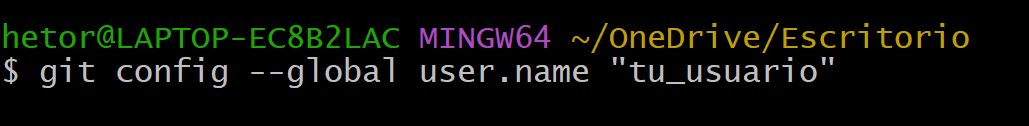 hetor@LAPTOP-EC8B2LAC MINGW64 ~/OneDrive/Escritorio
$ git config --global user.name "tu_usuario"